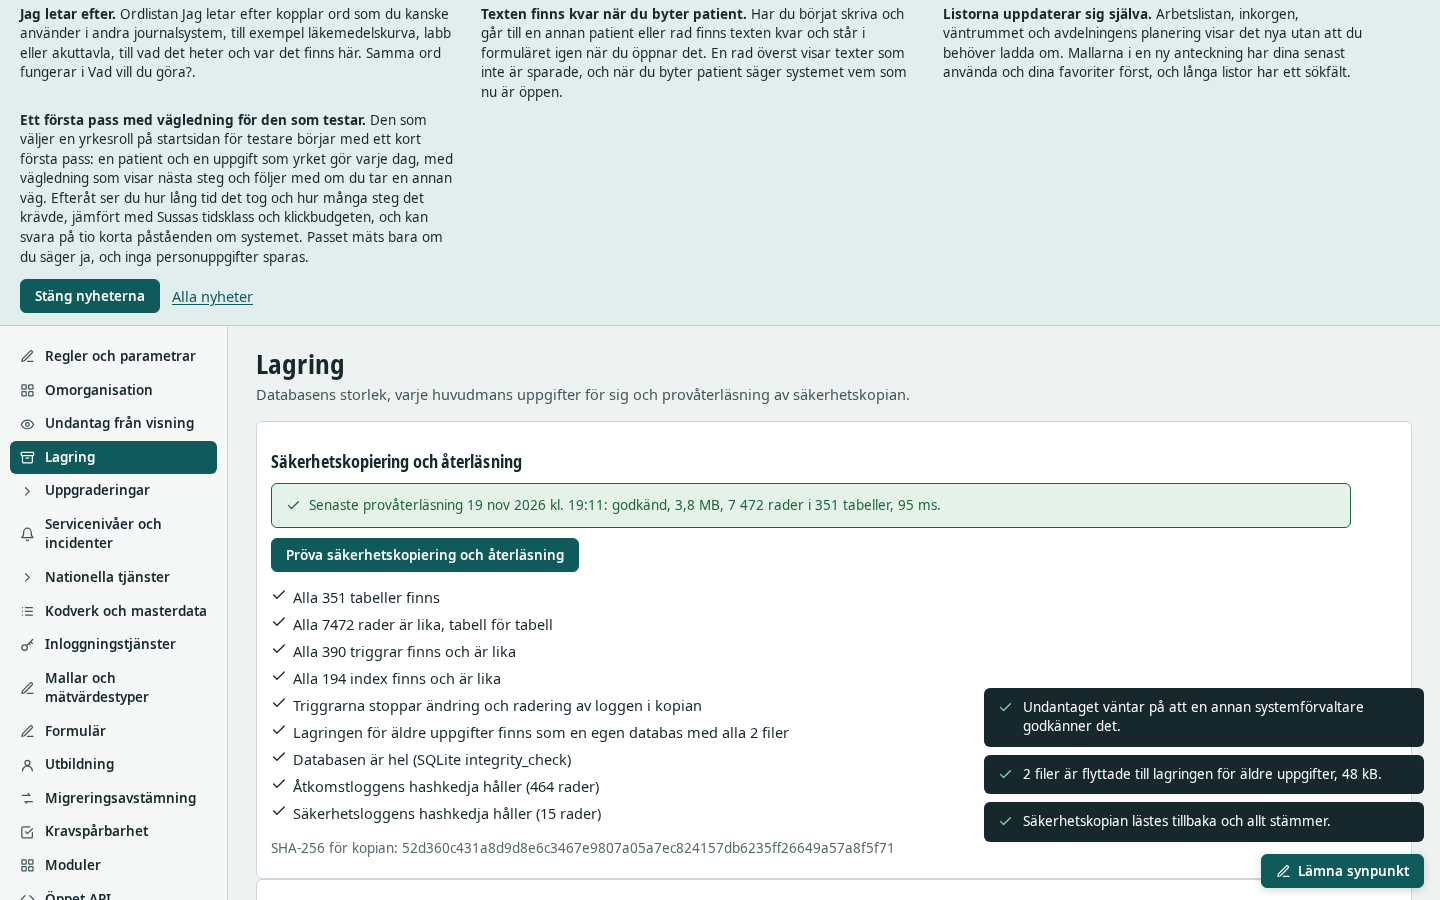 Jag letar efter. Ordlistan Jag letar efter kopplar ord som du kanske
använder i andra journalsystem, till exempel läkemedelskurva, labb
eller akuttavla, till vad det heter och var det finns här. Samma ord
fungerar i Vad vill du göra?.
Texten finns kvar när du byter patient. Har du börjat skriva och
går till en annan patient eller rad finns texten kvar och står i
formuläret igen när du öppnar det. En rad överst visar texter som
inte är sparade, och när du byter patient säger systemet vem som
nu är öppen.
Listorna uppdaterar sig själva. Arbetslistan, inkorgen,
väntrummet och avdelningens planering visar det nya utan att du
behöver ladda om. Mallarna i en ny anteckning har dina senast
använda och dina favoriter först, och långa listor har ett sökfält.
Ett första pass med vägledning för den som testar. Den som
väljer en yrkesroll på startsidan för testare börjar med ett kort
första pass: en patient och en uppgift som yrket gör varje dag, med
vägledning som visar nästa steg och följer med om du tar en annan
väg. Efteråt ser du hur lång tid det tog och hur många steg det
krävde, jämfört med Sussas tidsklass och klickbudgeten, och kan
svara på tio korta påståenden om systemet. Passet mäts bara om
du säger ja, och inga personuppgifter sparas.
Stäng nyheterna
Alla nyheter
Regler och parametrar
Omorganisation
Undantag från visning
Lagring
Uppgraderingar
Servicenivåer och
incidenter
Nationella tjänster
Kodverk och masterdata
Inloggningstjänster
Mallar och
mätvärdestyper
Formulär
Utbildning
Migreringsavstämning
Kravspårbarhet
Moduler
Öppet API
Lagring
Databasens storlek, varje huvudmans uppgifter för sig och provåterläsning av säkerhetskopian.
Säkerhetskopiering och återläsning
Senaste provåterläsning 19 nov 2026 kl. 19:11: godkänd, 3,8 MB, 7 472 rader i 351 tabeller, 95 ms.
Pröva säkerhetskopiering och återläsning
Alla 351 tabeller finns
Alla 7472 rader är lika, tabell för tabell
Alla 390 triggrar finns och är lika
Alla 194 index finns och är lika
Triggrarna stoppar ändring och radering av loggen i kopian
Lagringen för äldre uppgifter finns som en egen databas med alla 2 filer
Databasen är hel (SQLite integrity_check)
Åtkomstloggens hashkedja håller (464 rader)
Säkerhetsloggens hashkedja håller (15 rader)
SHA-256 för kopian: 52d360c431a8d9d8e6c3467e9807a05a7ec824157db6235ff26649a57a8f5f71
Undantaget väntar på att en annan systemförvaltare
godkänner det.
2 filer är flyttade till lagringen för äldre uppgifter, 48 kB.
Säkerhetskopian lästes tillbaka och allt stämmer.
Lämna synpunkt